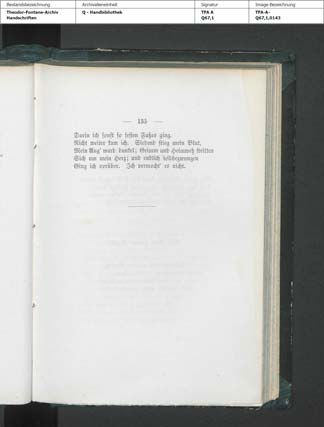 Bestandsbezeichnung
Archivalieneinheit
Signatur
Image-Bezeichnung
Theodor-Fontane-Archiv
Handschriften
Q - Handbibliothek
TFA A
Q67,1
TFA-A-
Q67,1,0143
— 135 —
Darin ich sonst so festen Fußes ging.
Nicht weiter kam ich. Siedend stieg mein Blut,
Mein Aug' ward dunkel; Grimm und Heimweh stritten
Sich um mein Herz; und endlich
Ging ich vorüber. Ich vermocht' es nicht.